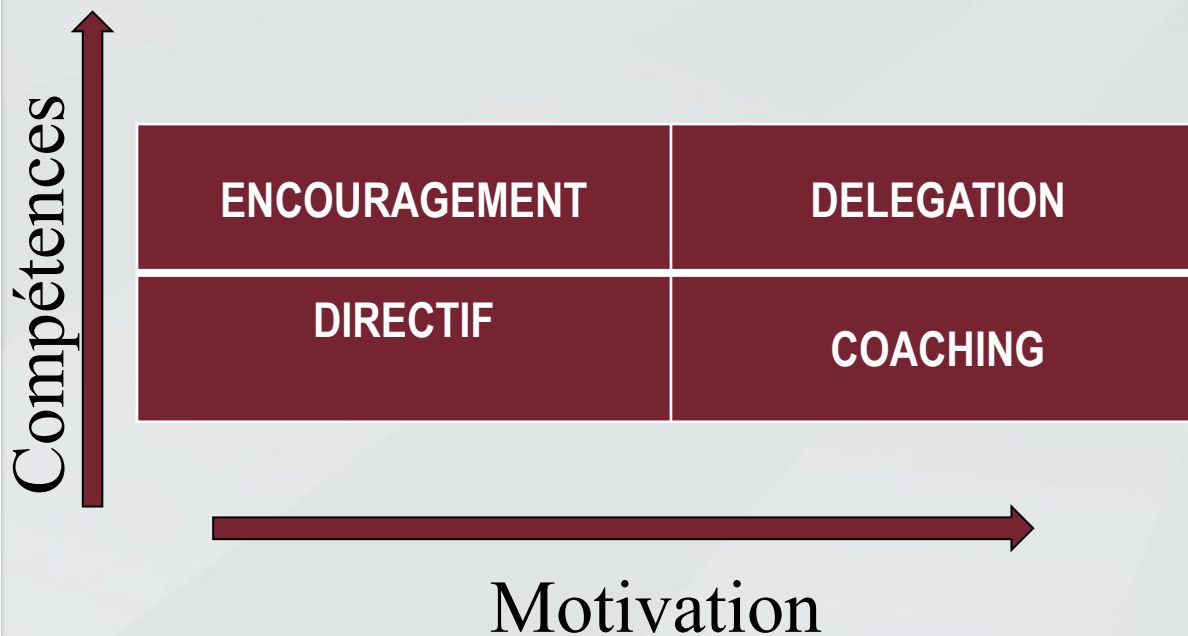 Compétences
ENCOURAGEMENT
DELEGATION
DIRECTIF
COACHING
Motivation